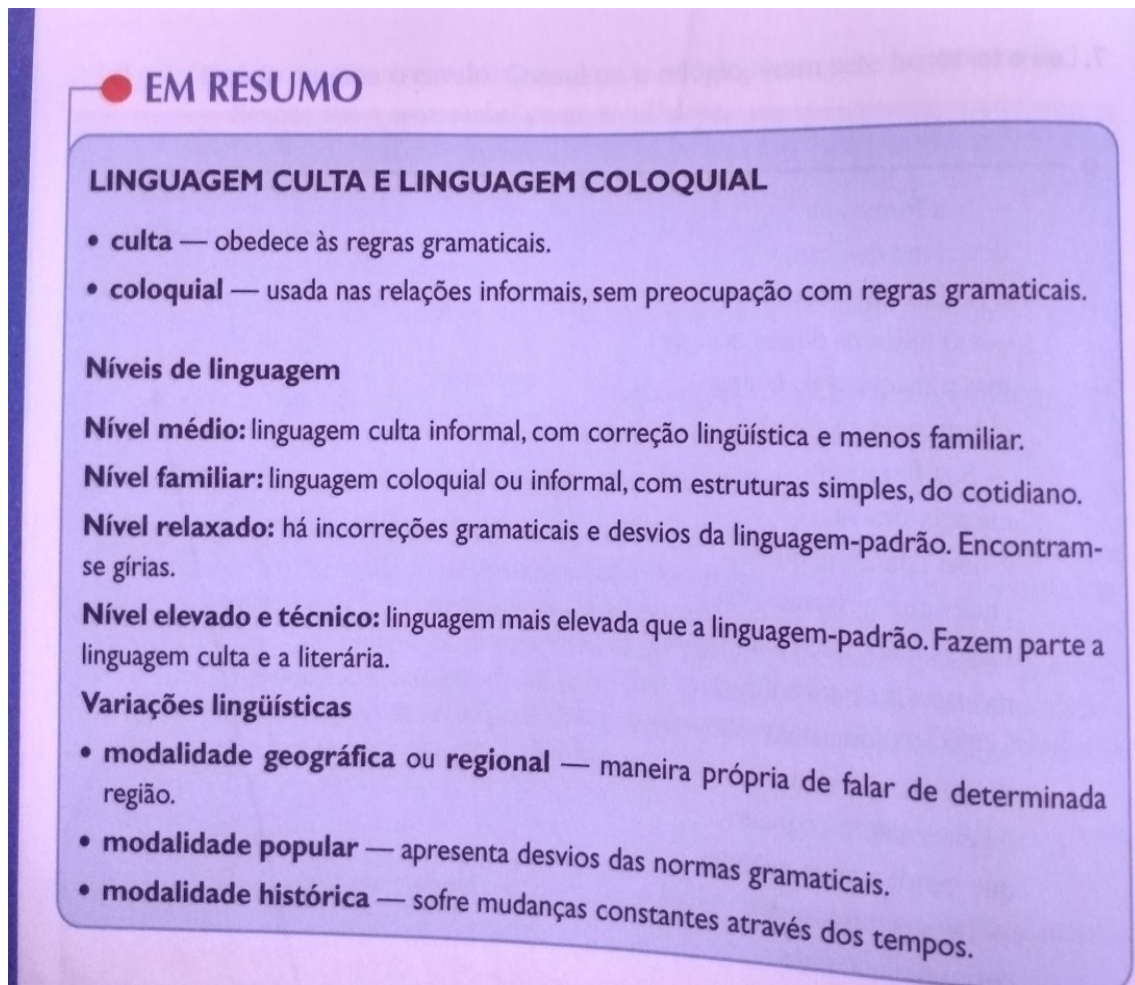 EM RESUMO
LINGUAGEM CULTA E LINGUAGEM COLOQUIAL
• culta — obedece às regras gramaticais.
• coloquial — usada nas relações informais, sem preocupação com regras gramaticais.
Níveis de linguagem
Nível médio: linguagem culta informal, com correção lingüística e menos familiar.
Nível familiar: linguagem coloquial ou informal, com estruturas simples, do cotidiano.
Nível relaxado: há incorreções gramaticais e desvios da linguagem-padrão. Encontram-
se gírias.
Nível elevado e técnico: linguagem mais elevada que a linguagem-padrão. Fazem parte a
linguagem culta e a literária.
Variações lingüísticas
• modalidade geográfica ou regional — maneira própria de falar de determinada
região.
• modalidade popular — apresenta desvios das normas gramaticais.
• modalidade histórica — sofre mudanças constantes através dos tempos.